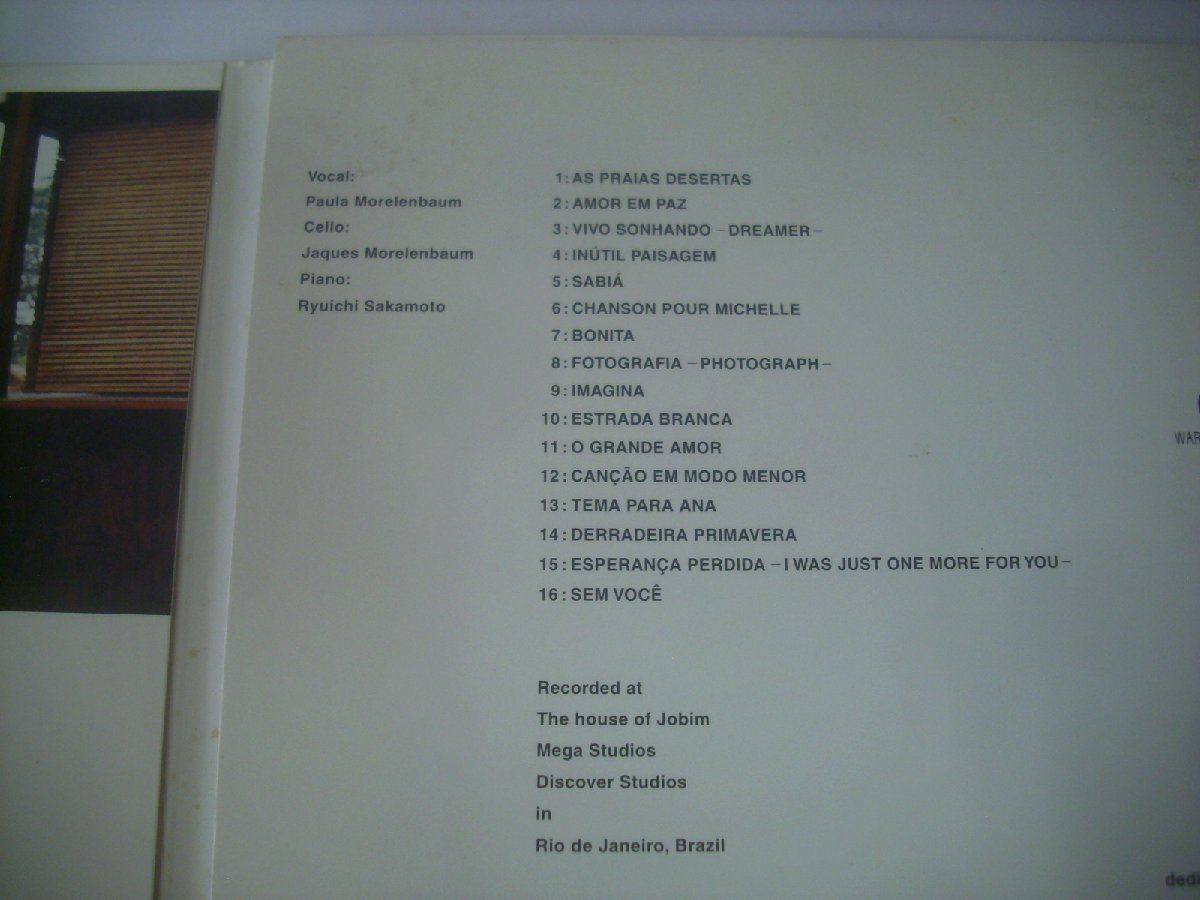 Vocal:
Paula Morelenbaum
Cello:
Jaques Morelenbaum
Piano:
Ryuichi Sakamoto
1:AS PRAIAS DESERTAS
2:AMOR EM PAZ
3:VIVO SONHANDO –DREAMER–
4:INÚTIL PAISAGEM
5:SABIÁ
6:CHANSON POUR MICHELLE
7:BONITA
8:FOTOGRAFIA –PHOTOGRAPH–
9:IMAGINA
10:ESTRADA BRANCA
11:O GRANDE AMOR
12:CANÇÃO EM MODO MENOR
13:TEMA PARA ANA
14:DERRADEIRA PRIMAVERA
15:ESPERANÇA PERDIDA –I WAS JUST ONE MORE FOR YOU–
16:SEM VOCÊ
Recorded at
The house of Jobim
Mega Studios
Discover Studios
in
Rio de Janeiro, Brazil